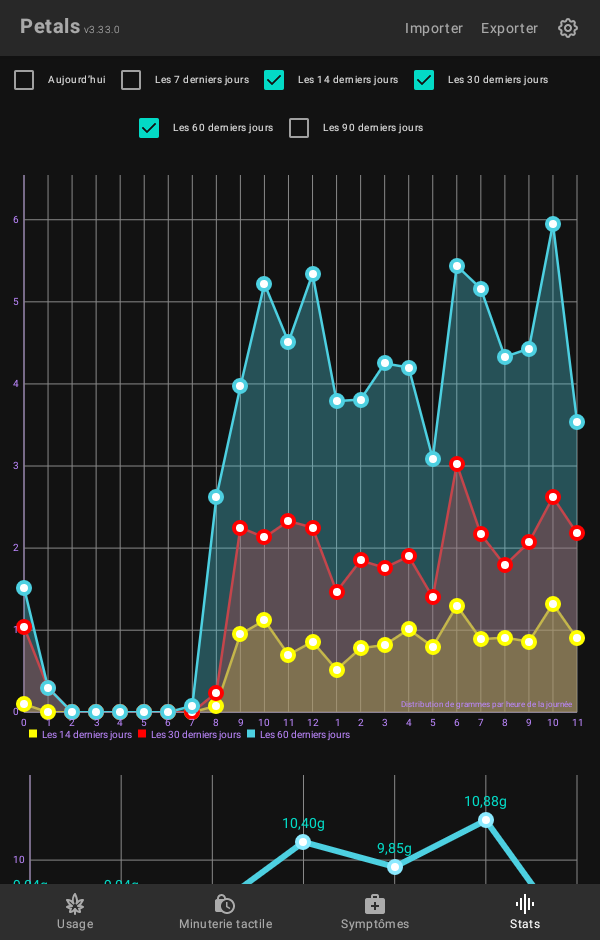 Petals v3.33.0 Importer Exporter
Aujourd'hui Les 7 derniers jours Les 14 derniers jours Les 30 derniers jours
Les 60 derniers jours Les 90 derniers jours
6
5
4
3
2
1
0
Distribution de grammes par heure de la journée
0 1 2 3 4 5 6 7 8 9 10 11 12 1 2 3 4 5 6 7 8 9 10 11
Les 14 derniers jours Les 30 derniers jours Les 60 derniers jours
10,88g
10,40g
9,85g
10
Usage Minuterie tactile Symptômes Stats